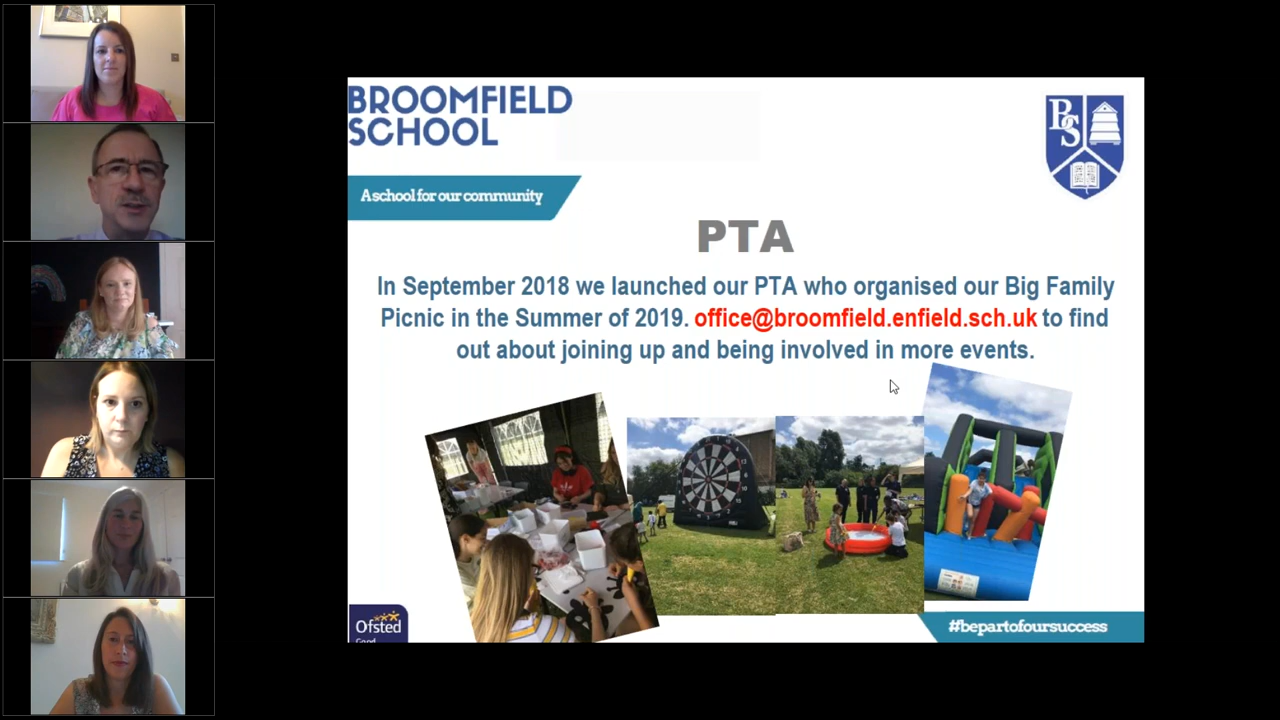 BROOMFIELD
SCHOOL
A school for our community
BS
PTA
In September 2018 we launched our PTA who organised our Big Family
Picnic in the Summer of 2019. office@broomfield.enfield.sch.uk to find
out about joining up and being involved in more events.
Ofsted
Good
#bepartofoursuccess